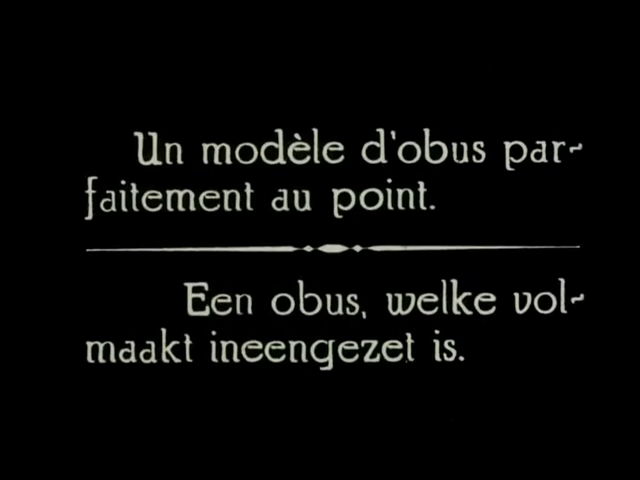 Un modèle d'obus par-
faitement au point.
Een obus, welke vol-
maakt ineengezet is.